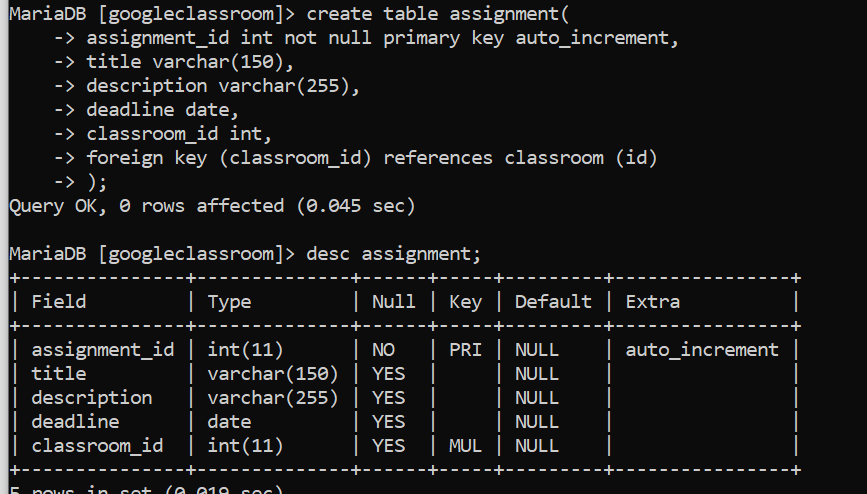 MariaDB [googleclassroom]> create table assignment(
    -> assignment_id int not null primary key auto_increment,
    -> title varchar(150),
    -> description varchar(255),
    -> deadline date,
    -> classroom_id int,
    -> foreign key (classroom_id) references classroom (id)
    -> );
Query OK, 0 rows affected (0.045 sec)

MariaDB [googleclassroom]> desc assignment;
+---------------+--------------+------+-----+---------+----------------+
| Field         | Type         | Null | Key | Default | Extra          |
+---------------+--------------+------+-----+---------+----------------+
| assignment_id | int(11)      | NO   | PRI | NULL    | auto_increment |
| title         | varchar(150) | YES  |     | NULL    |                |
| description   | varchar(255) | YES  |     | NULL    |                |
| deadline      | date         | YES  |     | NULL    |                |
| classroom_id  | int(11)      | YES  | MUL | NULL    |                |
+---------------+--------------+------+-----+---------+----------------+
5 rows in set (0.019 sec)